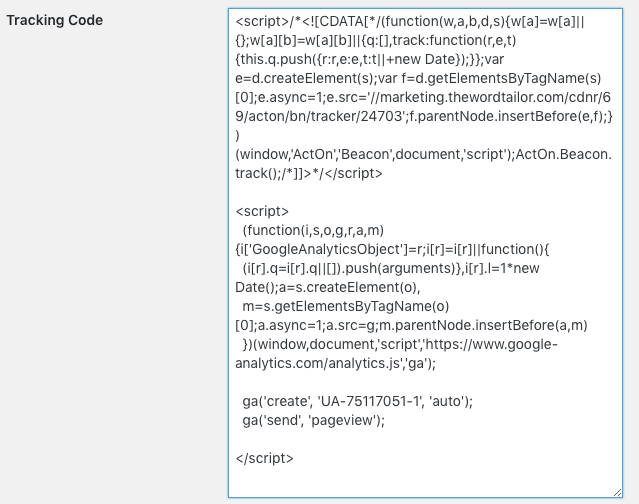 Tracking Code
<script>/*<![CDATA[*/(function(w,a,b,d,s){w[a]=w[a]||
{};w[a][b]=w[a][b]||{q:[],track:function(r,e,t)
{this.q.push({r:r,e:e,t:t||+new Date});}};var
e=d.createElement(s);var f=d.getElementsByTagName(s)
[0];e.async=1;e.src='//marketing.thewordtailor.com/cdnr/6
9/acton/bn/tracker/24703';f.parentNode.insertBefore(e,f);}
)
(window,'ActOn','Beacon',document,'script');ActOn.Beacon.
track();/*]]>*/</script>

<script>
  (function(i,s,o,g,r,a,m)
{i['GoogleAnalyticsObject']=r;i[r]=i[r]||function(){
  (i[r].q=i[r].q||[]).push(arguments)},i[r].l=1*new
Date();a=s.createElement(o),
  m=s.getElementsByTagName(o)
[0];a.async=1;a.src=g;m.parentNode.insertBefore(a,m)
  })(window,document,'script','https://www.google-
analytics.com/analytics.js','ga');

  ga('create', 'UA-75117051-1', 'auto');
  ga('send', 'pageview');

</script>